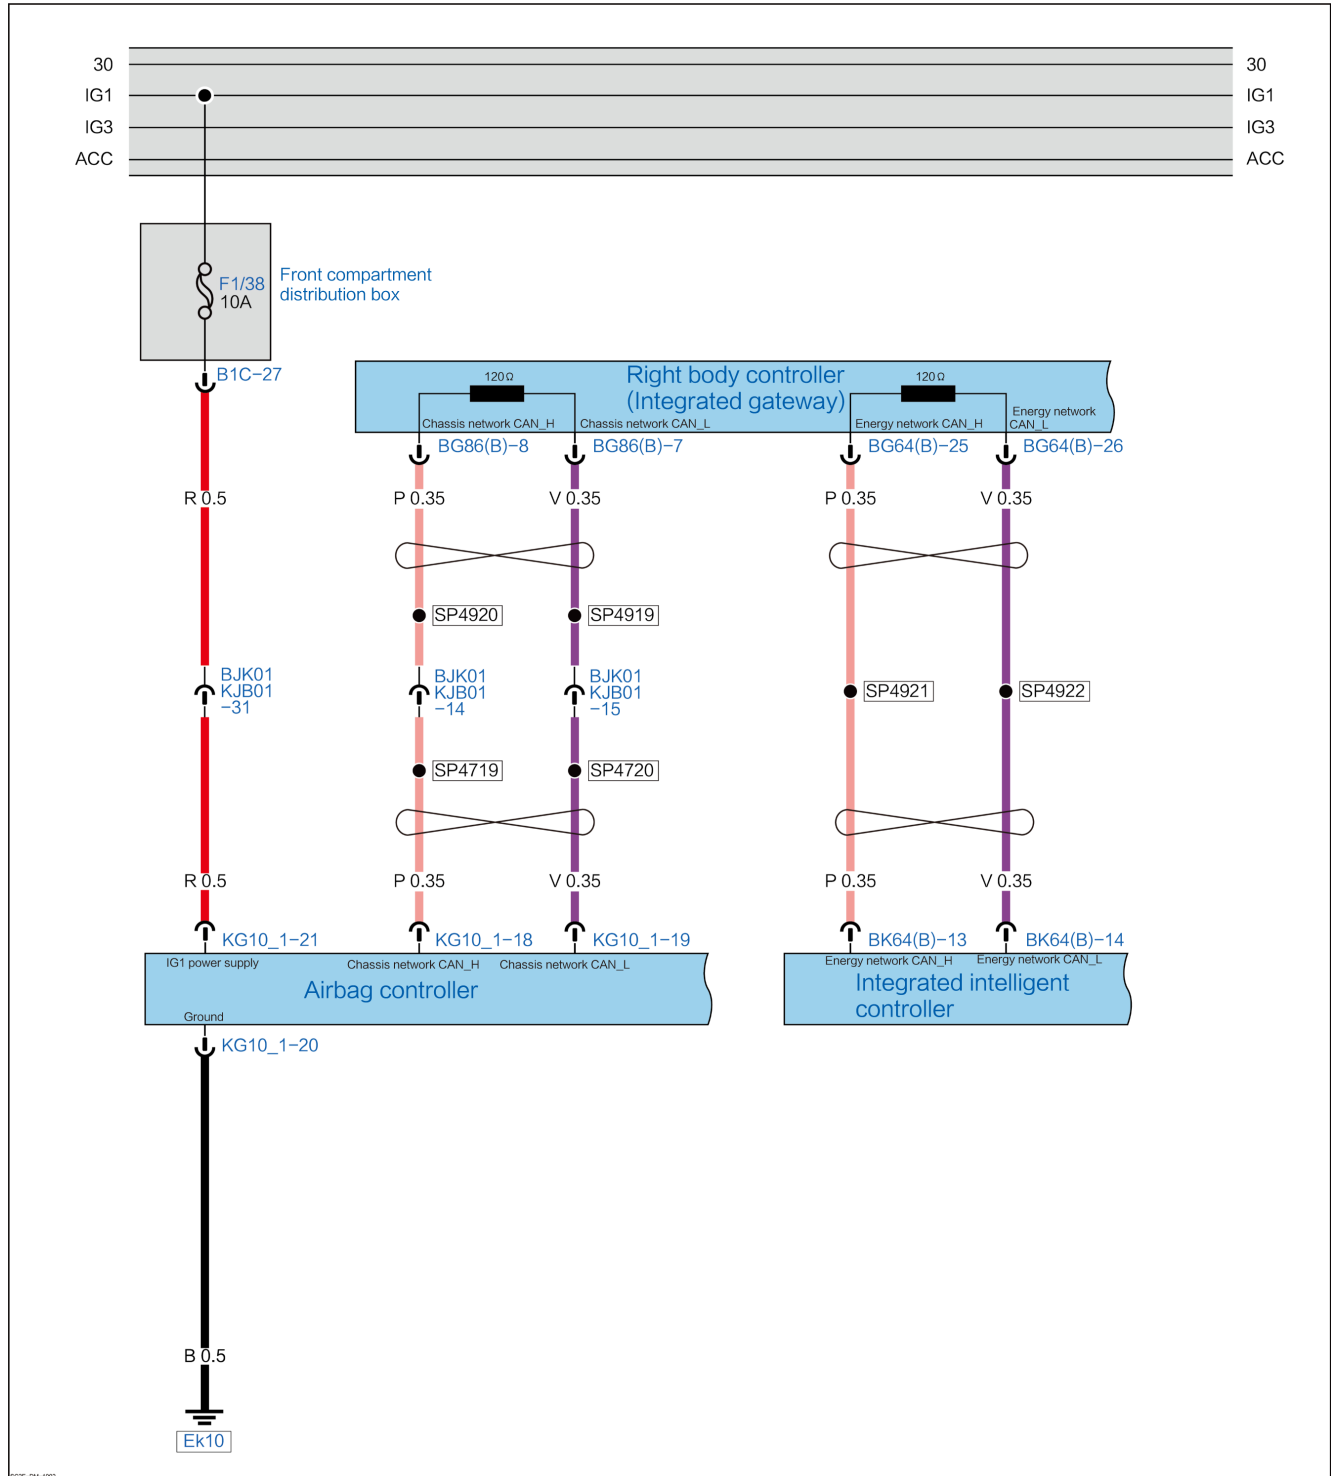 30 30
IG1 IG1
IG3 IG3
ACC ACC
F1/38
10A
Front compartment
distribution box
B1C-27
120Ω
Right body controller
(Integrated gateway)
120Ω
Chassis network CAN_H
Chassis network CAN_L
Energy network CAN_H
Energy network
CAN_L
BG86(B)-8
BG86(B)-7
BG64(B)-25
BG64(B)-26
R 0.5
P 0.35
V 0.35
P 0.35
V 0.35
SP4920
SP4919
BJK01
KJB01
-31
BJK01
KJB01
-14
BJK01
KJB01
-15
SP4921
SP4922
SP4719
SP4720
R 0.5
P 0.35
V 0.35
P 0.35
V 0.35
KG10_1-21
KG10_1-18
KG10_1-19
BK64(B)-13
BK64(B)-14
IG1 power supply
Chassis network CAN_H
Chassis network CAN_L
Energy network CAN_H
Energy network CAN_L
Airbag controller
Integrated intelligent
controller
Ground
KG10_1-20
B 0.5
Ek10